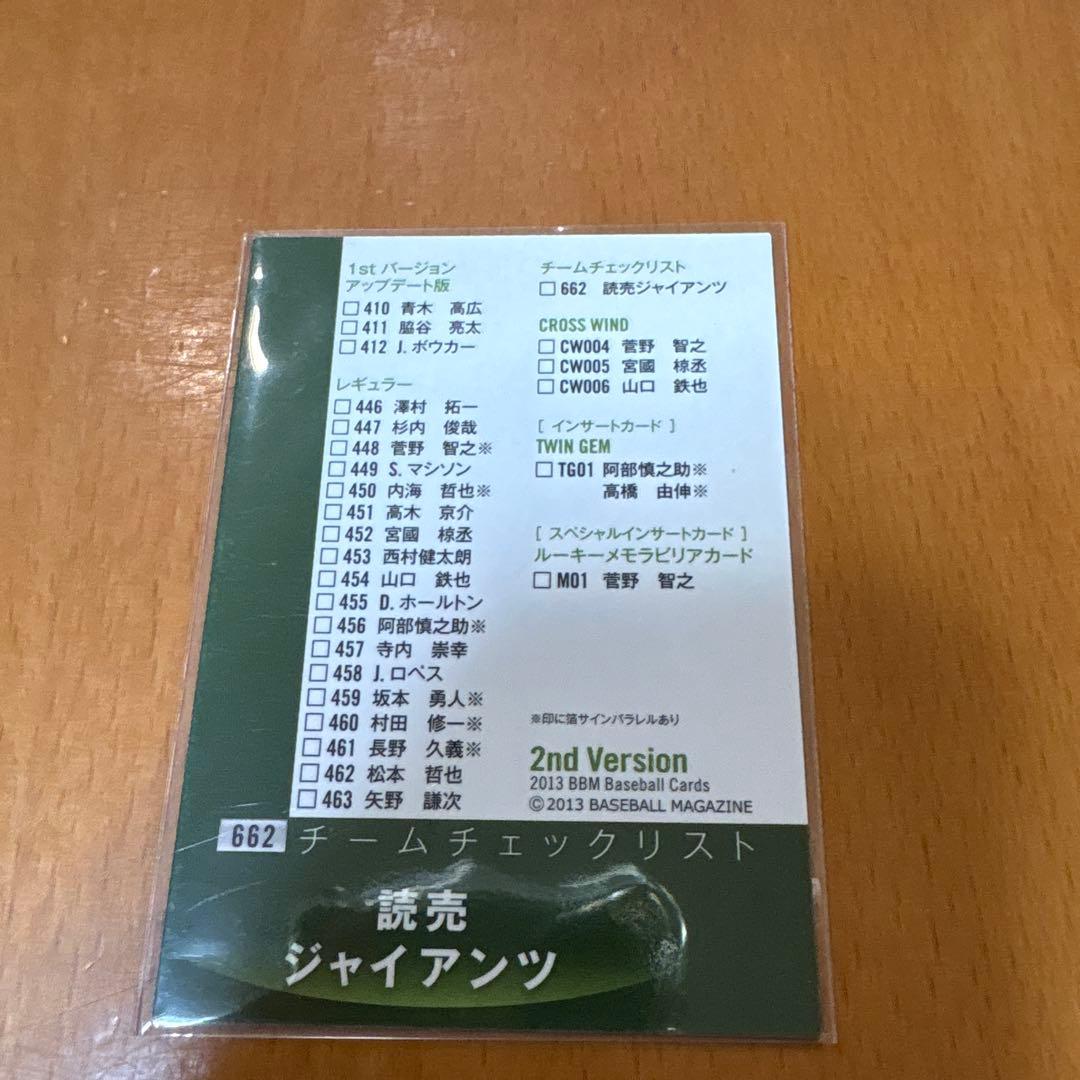 1st バージョン
アップデート版
□ 410 青木　高広
□ 411 脇谷　亮太
□ 412 J. ボウカー
レギュラー
□ 446 澤村　拓一
□ 447 杉内　俊哉
□ 448 菅野　智之※
□ 449 S. マシソン
□ 450 内海　哲也※
□ 451 高木　京介
□ 452 宮國　椋丞
□ 453 西村健太朗
□ 454 山口　鉄也
□ 455 D. ホールトン
□ 456 阿部慎之助※
□ 457 寺内　崇幸
□ 458 J. ロペス
□ 459 坂本　勇人※
□ 460 村田　修一※
□ 461 長野　久義※
□ 462 松本　哲也
□ 463 矢野　謙次
チームチェックリスト
□ 662 読売ジャイアンツ
CROSS WIND
□ CW004 菅野　智之
□ CW005 宮國　椋丞
□ CW006 山口　鉄也
[ インサートカード ]
TWIN GEM
□ TG01 阿部慎之助※
高橋　由伸※
[ スペシャルインサートカード ]
ルーキーメモラビリアカード
□ M01 菅野　智之
※印に箔サインパラレルあり
2nd Version
2013 BBM Baseball Cards
©2013 BASEBALL MAGAZINE
662 チームチェックリスト
読売
ジャイアンツ